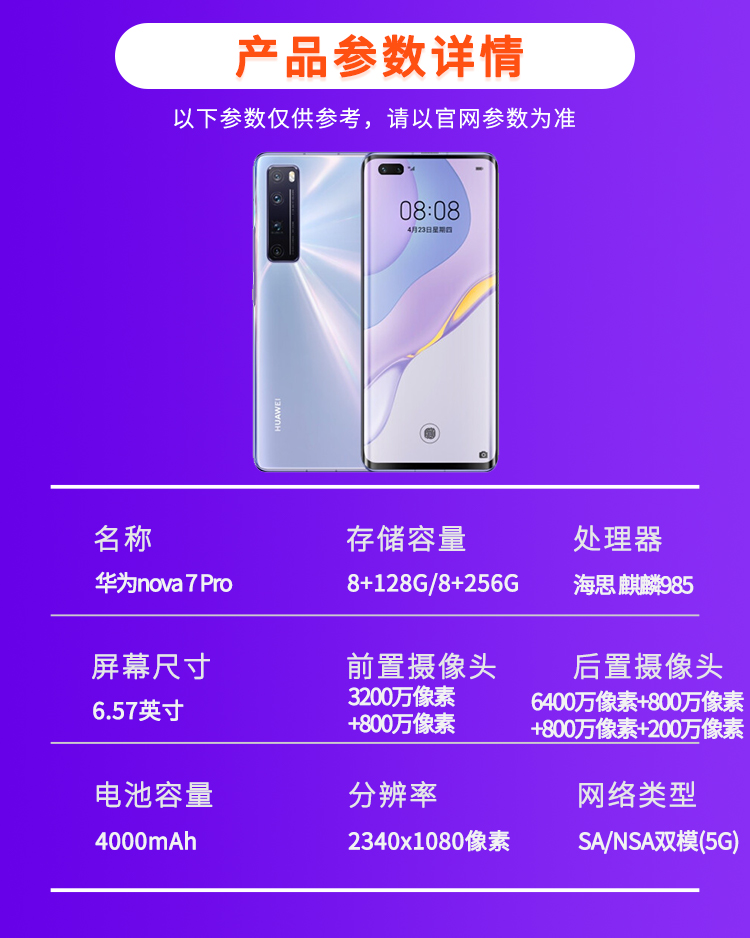 产品参数详情
以下参数仅供参考，请以官网参数为准
08:08
4月23日星期四
HUAWEI
名称
存储容量
处理器
华为nova 7 Pro
8+128G/8+256G
海思 麒麟985
屏幕尺寸
前置摄像头
后置摄像头
6.57英寸
3200万像素
+800万像素
6400万像素+800万像素
+800万像素+200万像素
电池容量
分辨率
网络类型
4000mAh
2340x1080像素
SA/NSA双模(5G)